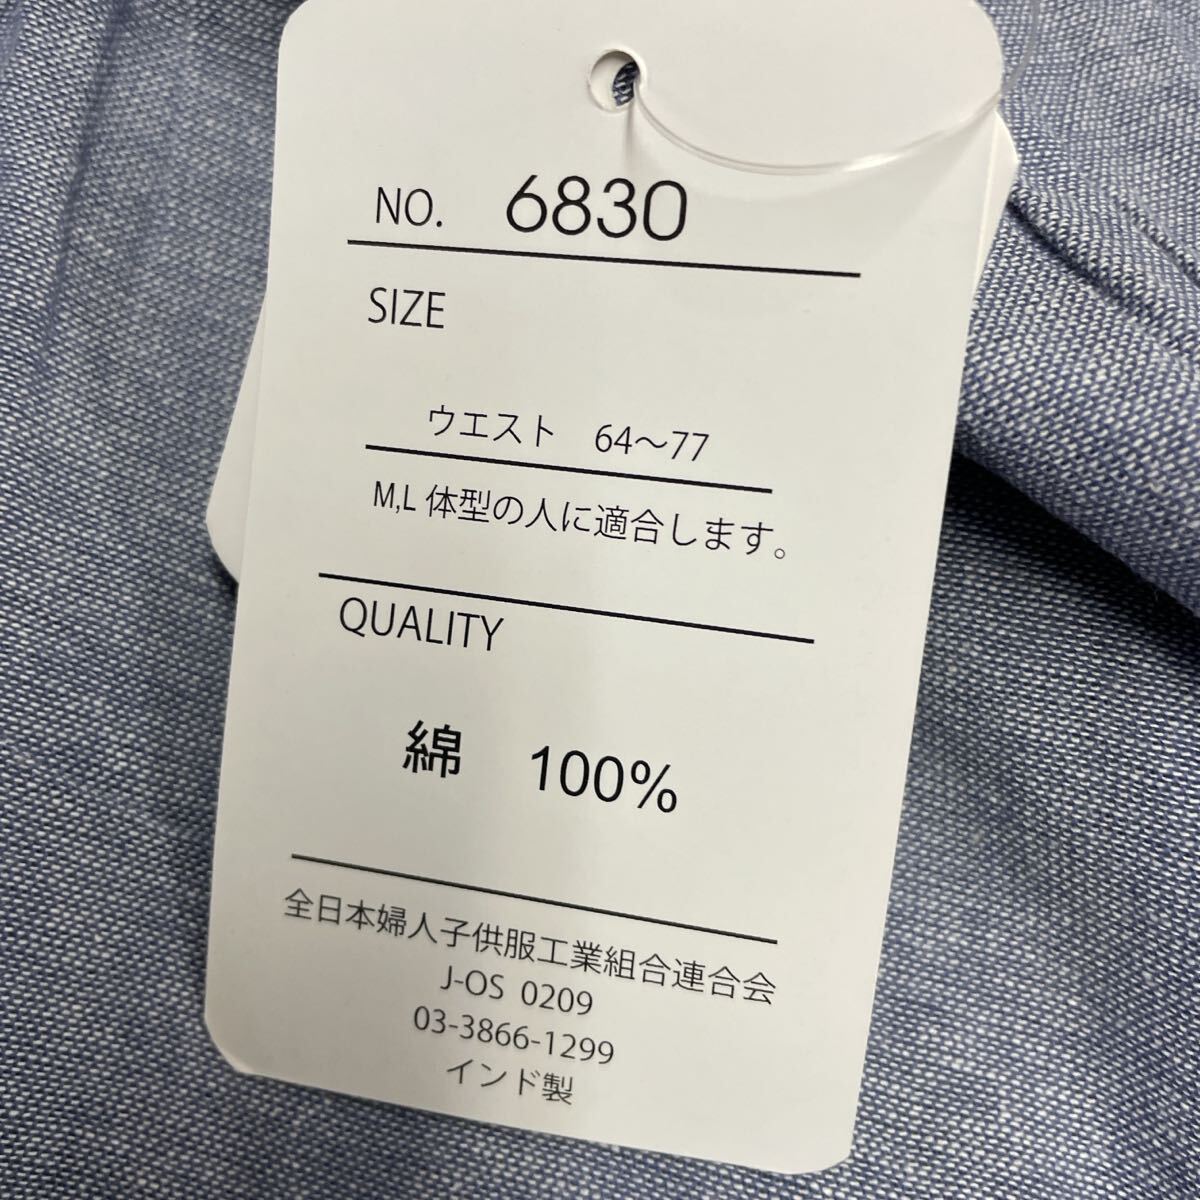 NO. 6830
SIZE
ウエスト 64〜77
M,L 体型の人に適合します。
QUALITY
綿 100%
全日本婦人子供服工業組合連合会
J-OS 0209
03-3866-1299
インド製